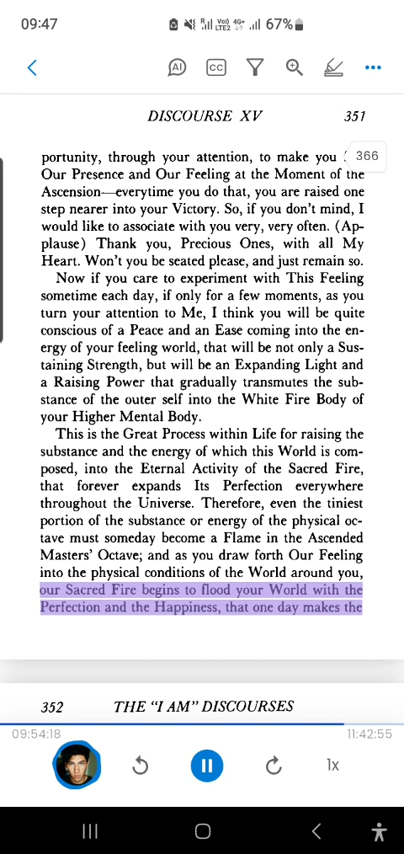 09:47
67%
AI CC
DISCOURSE XV 351
366
portunity, through your attention, to make you
Our Presence and Our Feeling at the Moment of the
Ascension—everytime you do that, you are raised one
step nearer into your Victory. So, if you don't mind, I
would like to associate with you very, very often. (Ap-
plause) Thank you, Precious Ones, with all My
Heart. Won't you be seated please, and just remain so.
Now if you care to experiment with This Feeling
sometime each day, if only for a few moments, as you
turn your attention to Me, I think you will be quite
conscious of a Peace and an Ease coming into the en-
ergy of your feeling world, that will be not only a Sus-
taining Strength, but will be an Expanding Light and
a Raising Power that gradually transmutes the sub-
stance of the outer self into the White Fire Body of
your Higher Mental Body.
This is the Great Process within Life for raising the
substance and the energy of which this World is com-
posed, into the Eternal Activity of the Sacred Fire,
that forever expands Its Perfection everywhere
throughout the Universe. Therefore, even the tiniest
portion of the substance or energy of the physical oc-
tave must someday become a Flame in the Ascended
Masters' Octave; and as you draw forth Our Feeling
into the physical conditions of the World around you,
our Sacred Fire begins to flood your World with the
Perfection and the Happiness, that one day makes the
352 THE "I AM" DISCOURSES
09:54:18 11:42:55
1x